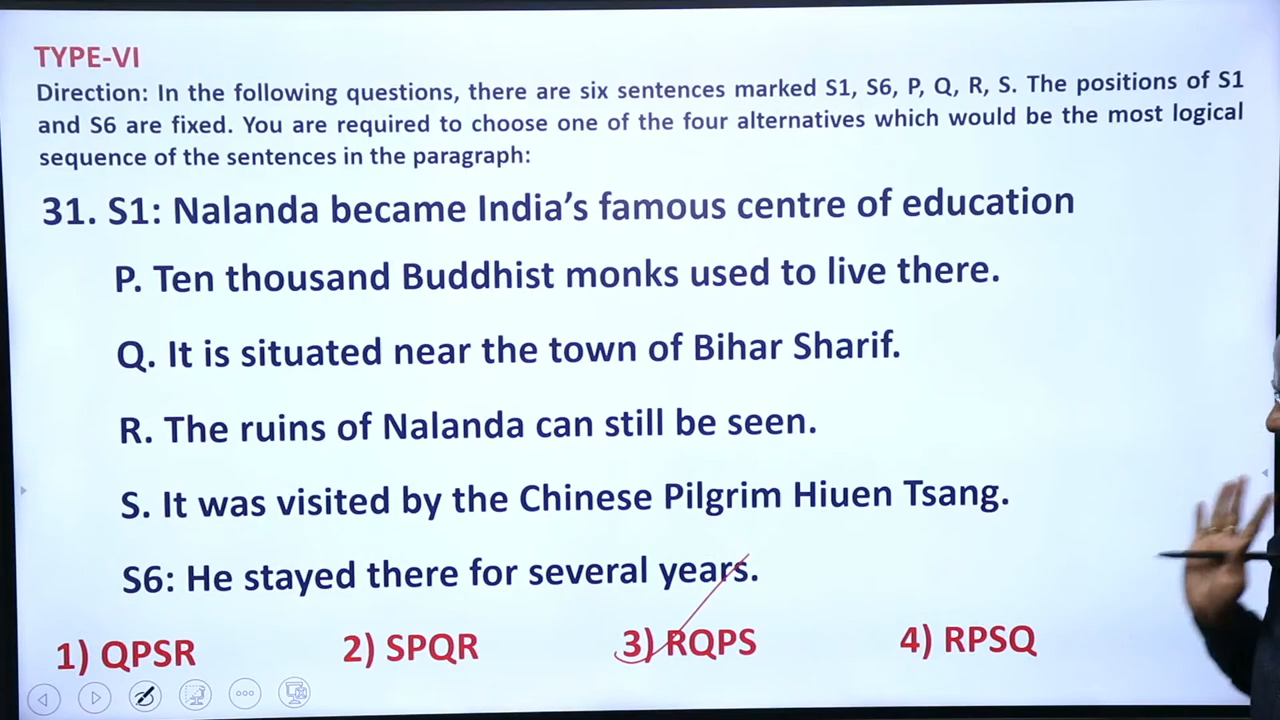 TYPE-VI
Direction: In the following questions, there are six sentences marked S1, S6, P, Q, R, S. The positions of S1
and S6 are fixed. You are required to choose one of the four alternatives which would be the most logical
sequence of the sentences in the paragraph:
31. S1: Nalanda became India's famous centre of education
P. Ten thousand Buddhist monks used to live there.
Q. It is situated near the town of Bihar Sharif.
R. The ruins of Nalanda can still be seen.
S. It was visited by the Chinese Pilgrim Hiuen Tsang.
S6: He stayed there for several years.
1) QPSR 2) SPQR 3) RQPS 4) RPSQ